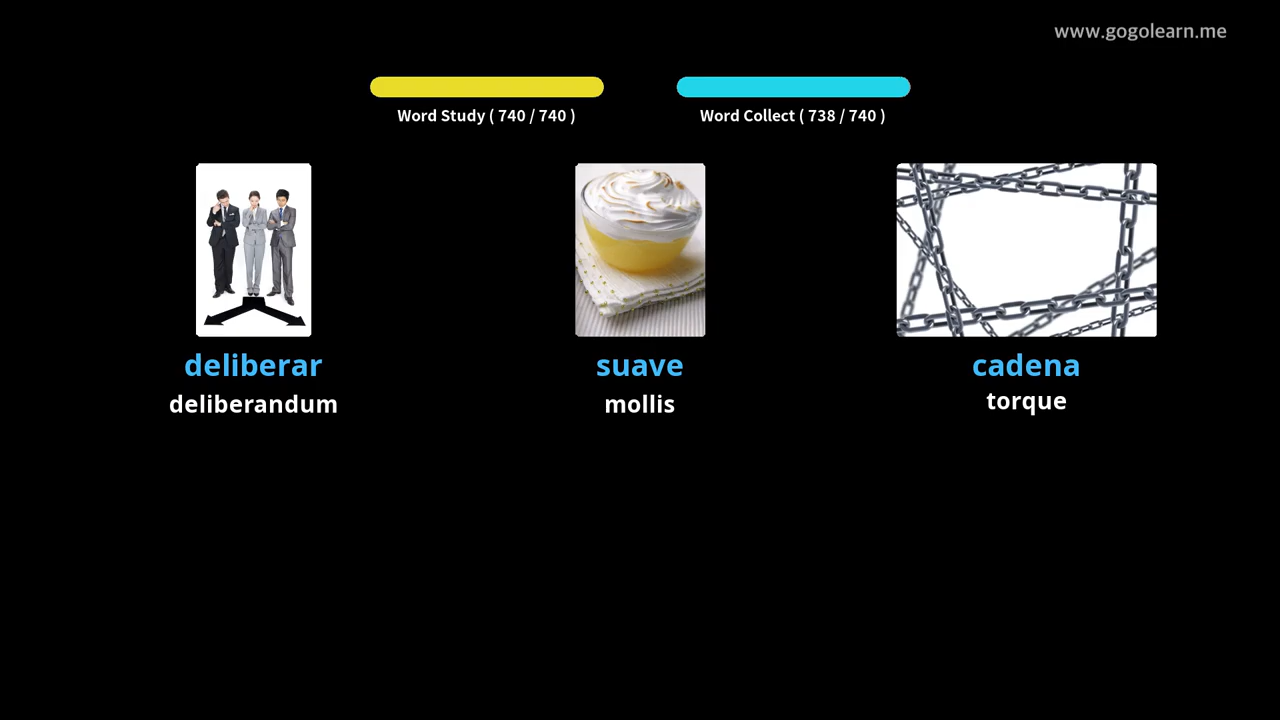 www.gogolearn.me
Word Study ( 740 / 740 )
Word Collect ( 738 / 740 )
deliberar
deliberandum
suave
mollis
cadena
torque